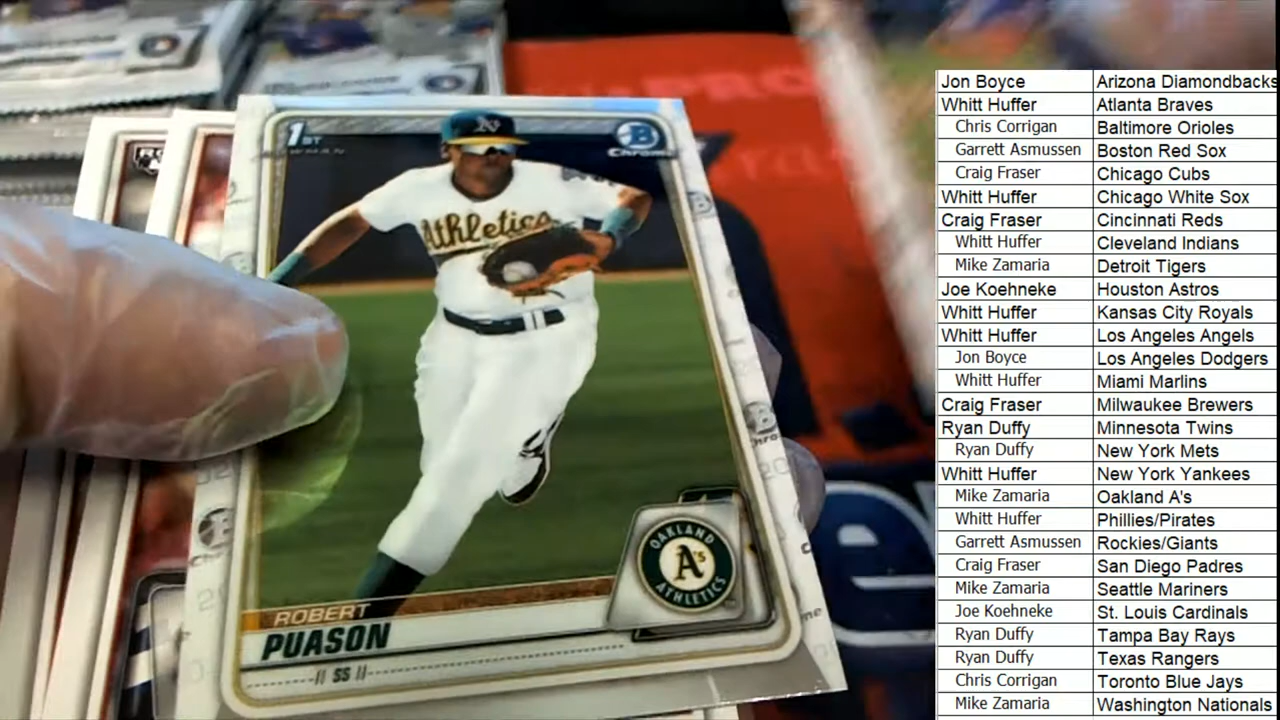 1ST
BOWMAN
B
Chrome
Athletics
OAKLAND
A's
ATHLETICS
ROBERT
PUASON
SS
Jon Boyce Arizona Diamondbacks
Whitt Huffer Atlanta Braves
Chris Corrigan Baltimore Orioles
Garrett Asmussen Boston Red Sox
Craig Fraser Chicago Cubs
Whitt Huffer Chicago White Sox
Craig Fraser Cincinnati Reds
Whitt Huffer Cleveland Indians
Mike Zamaria Detroit Tigers
Joe Koehneke Houston Astros
Whitt Huffer Kansas City Royals
Whitt Huffer Los Angeles Angels
Jon Boyce Los Angeles Dodgers
Whitt Huffer Miami Marlins
Craig Fraser Milwaukee Brewers
Ryan Duffy Minnesota Twins
Ryan Duffy New York Mets
Whitt Huffer New York Yankees
Mike Zamaria Oakland A's
Whitt Huffer Phillies/Pirates
Garrett Asmussen Rockies/Giants
Craig Fraser San Diego Padres
Mike Zamaria Seattle Mariners
Joe Koehneke St. Louis Cardinals
Ryan Duffy Tampa Bay Rays
Ryan Duffy Texas Rangers
Chris Corrigan Toronto Blue Jays
Mike Zamaria Washington Nationals